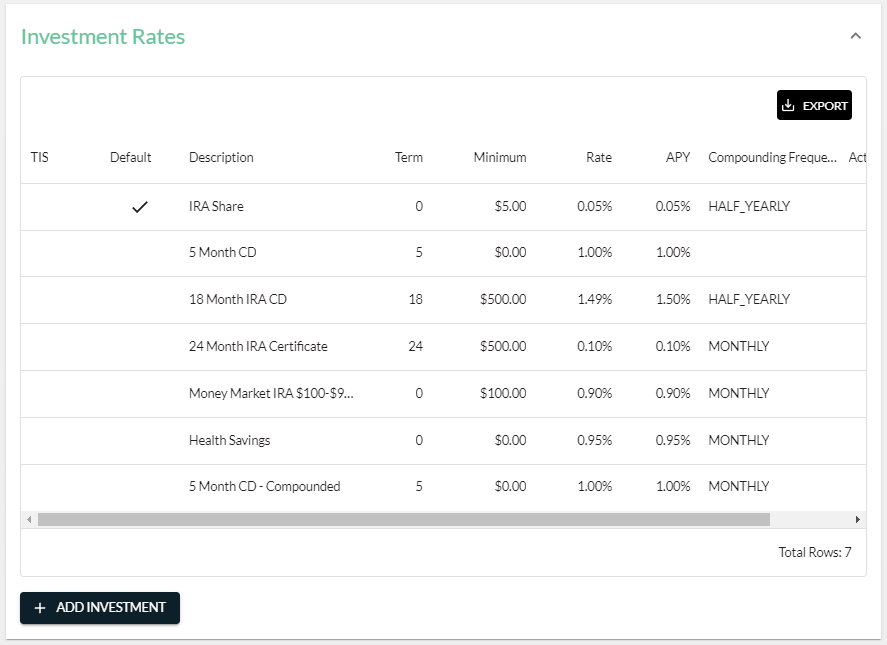 Investment Rates
EXPORT
TIS Default Description Term Minimum Rate APY Compounding Freque... Act
IRA Share 0 $5.00 0.05% 0.05% HALF_YEARLY
5 Month CD 5 $0.00 1.00% 1.00%
18 Month IRA CD 18 $500.00 1.49% 1.50% HALF_YEARLY
24 Month IRA Certificate 24 $500.00 0.10% 0.10% MONTHLY
Money Market IRA $100-$9... 0 $100.00 0.90% 0.90% MONTHLY
Health Savings 0 $0.00 0.95% 0.95% MONTHLY
5 Month CD - Compounded 5 $0.00 1.00% 1.00% MONTHLY
Total Rows: 7
ADD INVESTMENT